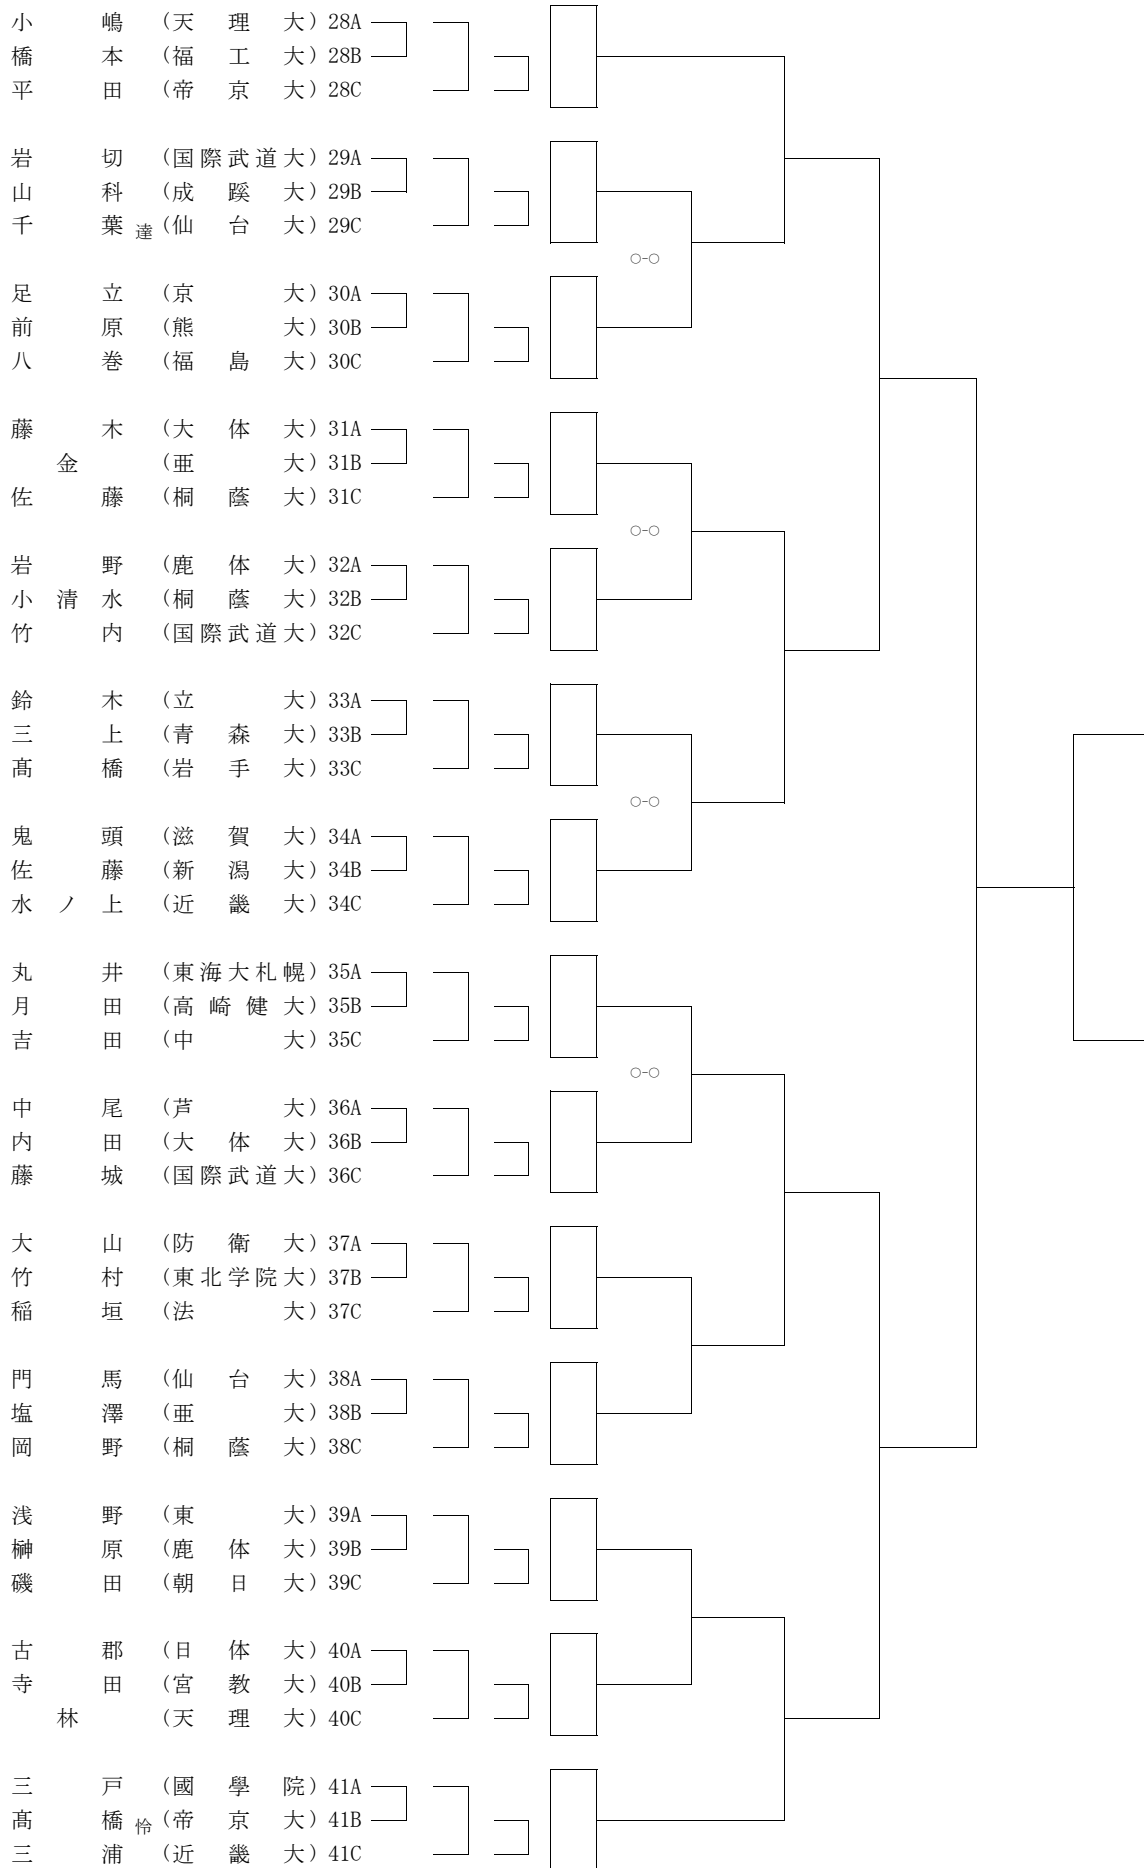 小嶋（天理大）28A
橋本（福工大）28B
平田（帝京大）28C
岩切（国際武道大）29A
山科（成蹊大）29B
千葉達（仙台大）29C
○-○
足立（京大）30A
前原（熊大）30B
八巻（福島大）30C
藤木（大体大）31A
金（亜大）31B
佐藤（桐蔭大）31C
○-○
岩野（鹿体大）32A
小清水（桐蔭大）32B
竹内（国際武道大）32C
鈴木（立大）33A
三上（青森大）33B
髙橋（岩手大）33C
○-○
鬼頭（滋賀大）34A
佐藤（新潟大）34B
水ノ上（近畿大）34C
丸井（東海大札幌）35A
月田（高崎健大）35B
吉田（中大）35C
○-○
中尾（芦大）36A
内田（大体大）36B
藤城（国際武道大）36C
大山（防衛大）37A
竹村（東北学院大）37B
稲垣（法大）37C
門馬（仙台大）38A
塩澤（亜大）38B
岡野（桐蔭大）38C
浅野（東大）39A
榊原（鹿体大）39B
磯田（朝日大）39C
古郡（日体大）40A
寺田（宮教大）40B
林（天理大）40C
三戸（國學院）41A
髙橋怜（帝京大）41B
三浦（近畿大）41C